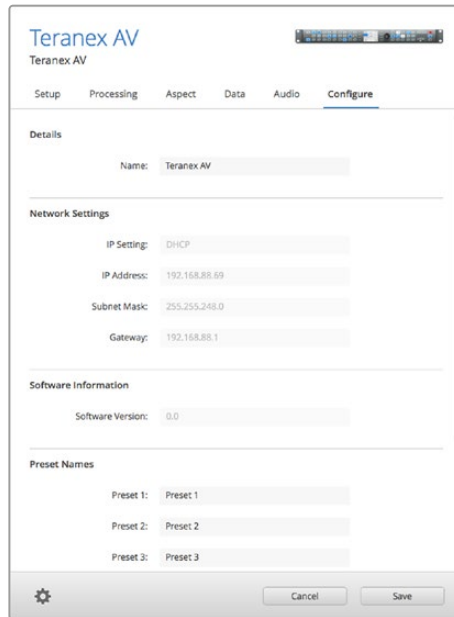 Teranex AV
Teranex AV
Setup Processing Aspect Data Audio Configure
Details
Name: Teranex AV
Network Settings
IP Setting: DHCP
IP Address: 192.168.88.69
Subnet Mask: 255.255.248.0
Gateway: 192.168.88.1
Software Information
Software Version: 0.0
Preset Names
Preset 1: Preset 1
Preset 2: Preset 2
Preset 3: Preset 3
Cancel Save